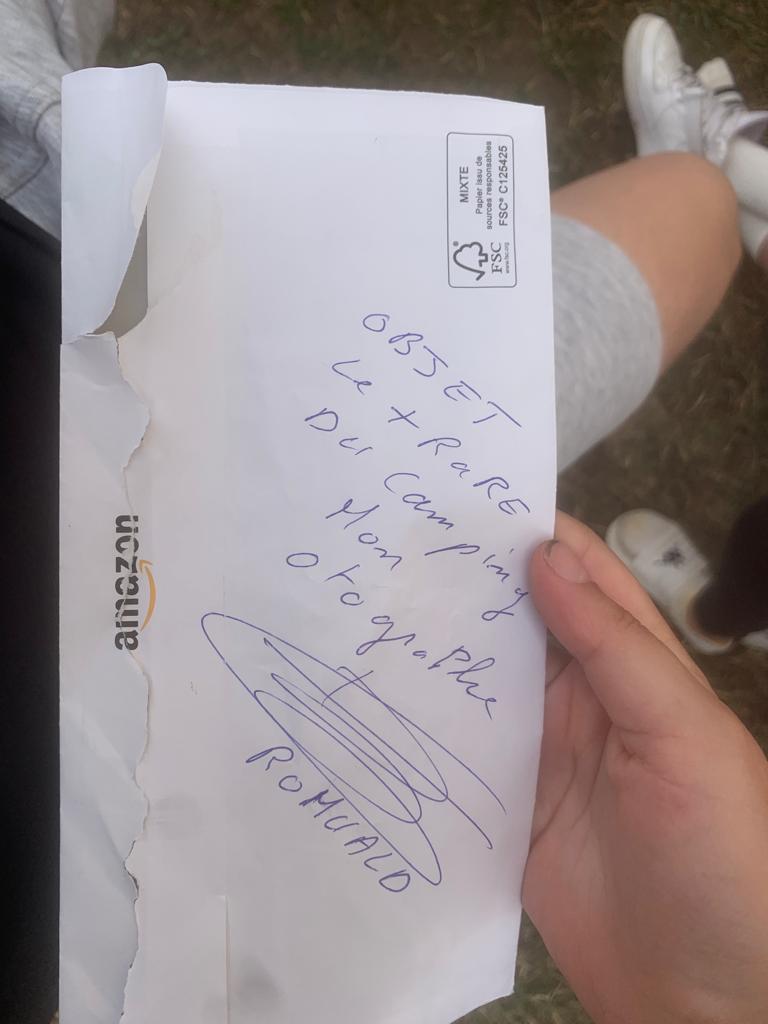 MIXTE
Papier issu de
sources responsables
FSC® C125425
FSC
www.fsc.org
amazon
OBJET
Le + RaRE
Du Camping
Mon
Otographe
ROMUALD